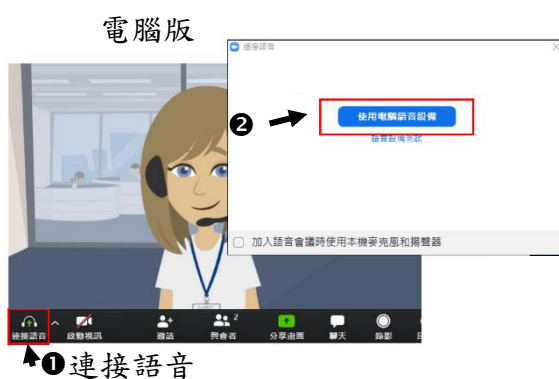 電腦版
連接語音
❷
使用電腦語音設備
語音設備測試
加入語音會議時使用本機麥克風和揚聲器
2
連接語音 啟動視訊 邀請 與會者 分享畫面 聊天 錄影
❶連接語音